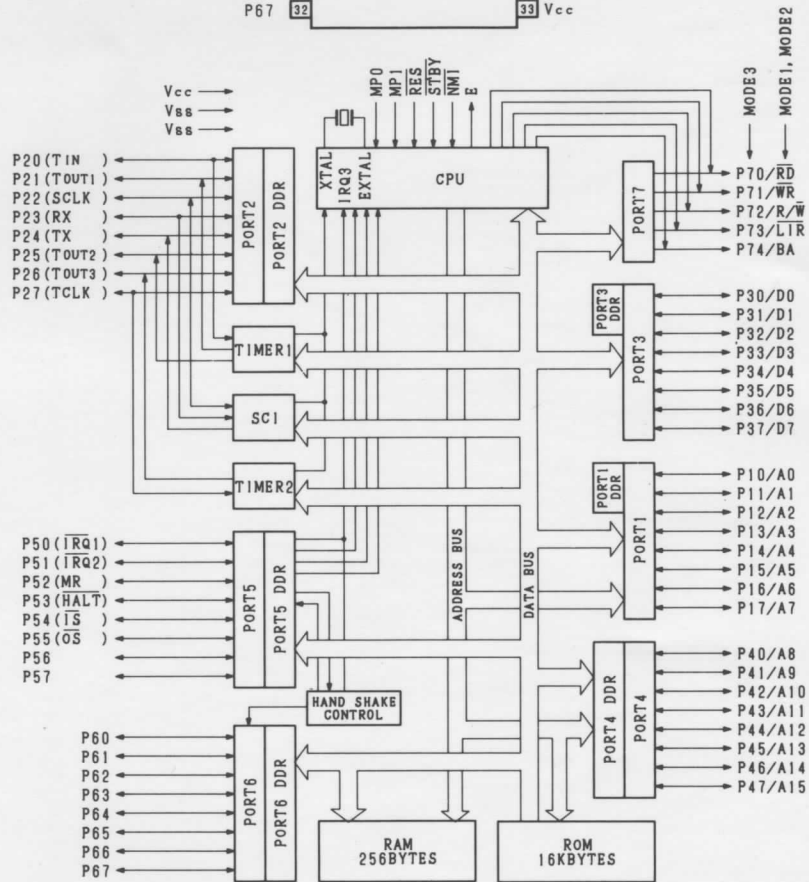 P67 32 33 Vcc
MODE3
MODE1, MODE2
Vcc
Vss
Vss
MP0
MP1
RES
STBY
NMI
E
XTAL
IRQ3
EXTAL
CPU
P20(TIN )
P21(TOUT1)
P22(SCLK)
P23(RX )
P24(TX )
P25(TOUT2)
P26(TOUT3)
P27(TCLK)
PORT2
PORT2 DDR
PORT7
P70/RD
P71/WR
P72/R/W
P73/LIR
P74/BA
TIMER1
SCI
TIMER2
PORT3 DDR
PORT3
P30/D0
P31/D1
P32/D2
P33/D3
P34/D4
P35/D5
P36/D6
P37/D7
PORT1 DDR
PORT1
P10/A0
P11/A1
P12/A2
P13/A3
P14/A4
P15/A5
P16/A6
P17/A7
P50(IRQ1)
P51(IRQ2)
P52(MR )
P53(HALT)
P54(IS )
P55(OS )
P56
P57
PORT5
PORT5 DDR
ADDRESS BUS
DATA BUS
HAND SHAKE
CONTROL
PORT4 DDR
PORT4
P40/A8
P41/A9
P42/A10
P43/A11
P44/A12
P45/A13
P46/A14
P47/A15
P60
P61
P62
P63
P64
P65
P66
P67
PORT6
PORT6 DDR
RAM
256BYTES
ROM
16KBYTES